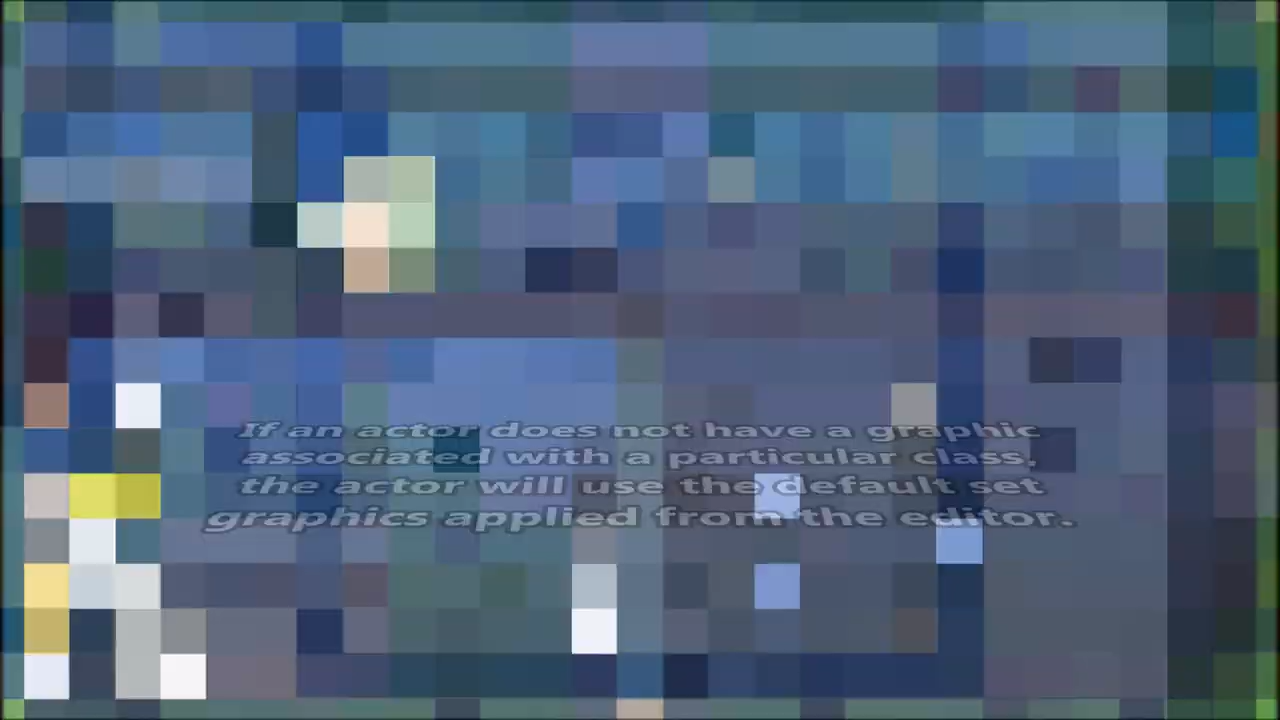 If an actor does not have a graphic
associated with a particular class,
the actor will use the default set
graphics applied from the editor.